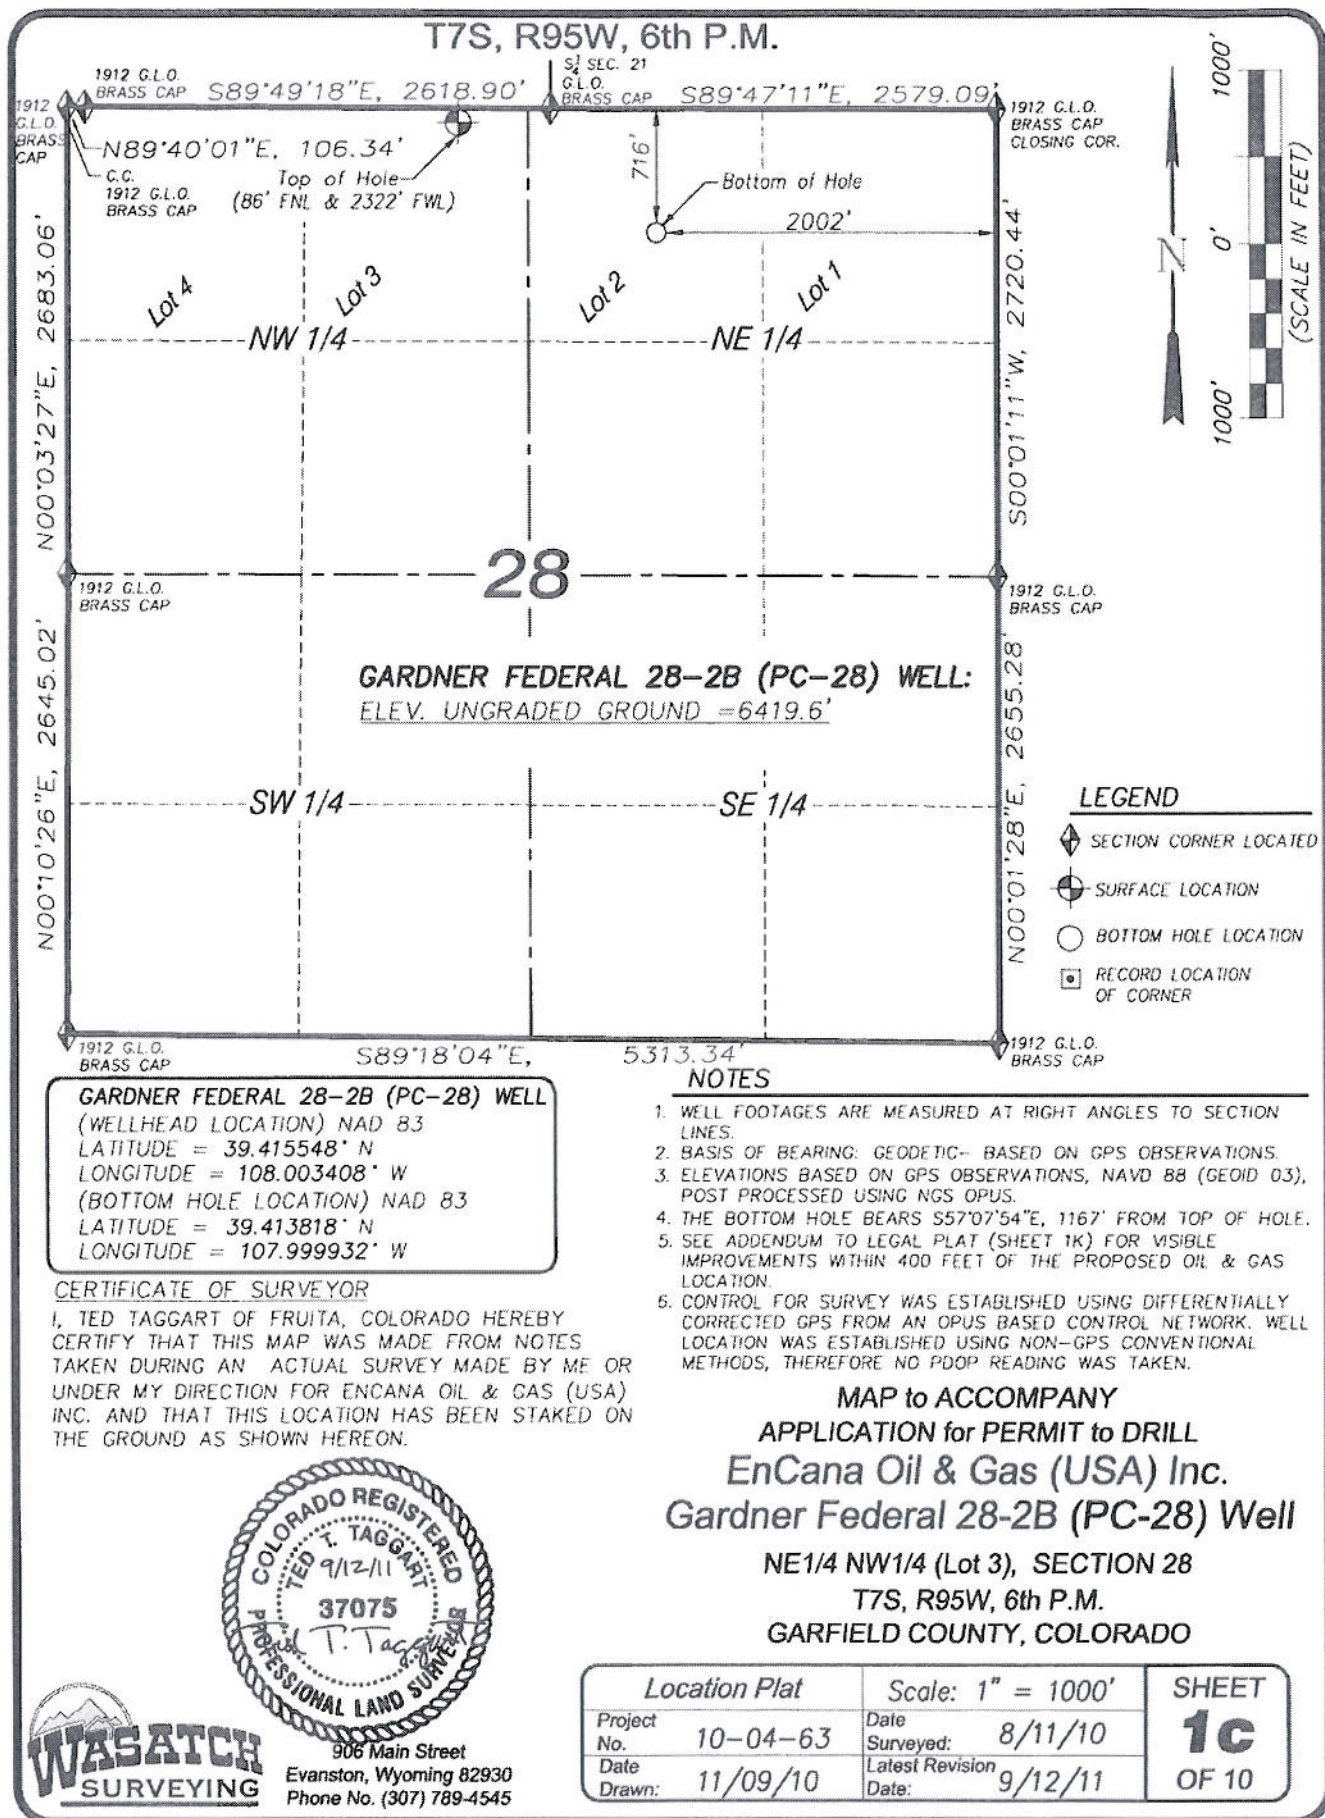 T7S, R95W, 6th P.M.
1912 G.L.O.
BRASS CAP
S89°49'18"E, 2618.90'
S¼ SEC. 21
G.L.O.
BRASS CAP
S89°47'11"E, 2579.09'
1912
G.L.O.
BRASS
CAP
1912 G.L.O.
BRASS CAP
CLOSING COR.
N89°40'01"E, 106.34'
C.C.
1912 G.L.O.
BRASS CAP
Top of Hole
(86' FNL & 2322' FWL)
716'
Bottom of Hole
2002'
N
1000'
0'
1000'
(SCALE IN FEET)
N00°03'27"E, 2683.06'
S00°01'11"W, 2720.44'
Lot 4
Lot 3
Lot 2
Lot 1
NW 1/4
NE 1/4
28
1912 G.L.O.
BRASS CAP
1912 G.L.O.
BRASS CAP
N00°10'26"E, 2645.02'
N00°01'28"E, 2655.28'
GARDNER FEDERAL 28-2B (PC-28) WELL:
ELEV. UNGRADED GROUND =6419.6'
SW 1/4
SE 1/4
LEGEND
SECTION CORNER LOCATED
SURFACE LOCATION
BOTTOM HOLE LOCATION
RECORD LOCATION
OF CORNER
1912 G.L.O.
BRASS CAP
S89°18'04"E, 5313.34'
1912 G.L.O.
BRASS CAP
GARDNER FEDERAL 28-2B (PC-28) WELL
(WELLHEAD LOCATION) NAD 83
LATITUDE = 39.415548° N
LONGITUDE = 108.003408° W
(BOTTOM HOLE LOCATION) NAD 83
LATITUDE = 39.413818° N
LONGITUDE = 107.999932° W
NOTES
1. WELL FOOTAGES ARE MEASURED AT RIGHT ANGLES TO SECTION
LINES.
2. BASIS OF BEARING: GEODETIC- BASED ON GPS OBSERVATIONS.
3. ELEVATIONS BASED ON GPS OBSERVATIONS, NAVD 88 (GEOID 03),
POST PROCESSED USING NGS OPUS.
4. THE BOTTOM HOLE BEARS S57°07'54"E, 1167' FROM TOP OF HOLE.
5. SEE ADDENDUM TO LEGAL PLAT (SHEET 1K) FOR VISIBLE
IMPROVEMENTS WITHIN 400 FEET OF THE PROPOSED OIL & GAS
LOCATION.
6. CONTROL FOR SURVEY WAS ESTABLISHED USING DIFFERENTIALLY
CORRECTED GPS FROM AN OPUS BASED CONTROL NETWORK. WELL
LOCATION WAS ESTABLISHED USING NON-GPS CONVENTIONAL
METHODS, THEREFORE NO PDOP READING WAS TAKEN.
CERTIFICATE OF SURVEYOR
I, TED TAGGART OF FRUITA, COLORADO HEREBY
CERTIFY THAT THIS MAP WAS MADE FROM NOTES
TAKEN DURING AN ACTUAL SURVEY MADE BY ME OR
UNDER MY DIRECTION FOR ENCANA OIL & GAS (USA)
INC. AND THAT THIS LOCATION HAS BEEN STAKED ON
THE GROUND AS SHOWN HEREON.
COLORADO REGISTERED
TED T. TAGGART
9/12/11
37075
Ted T. Taggart
PROFESSIONAL LAND SURVEYOR
MAP to ACCOMPANY
APPLICATION for PERMIT to DRILL
EnCana Oil & Gas (USA) Inc.
Gardner Federal 28-2B (PC-28) Well
NE1/4 NW1/4 (Lot 3), SECTION 28
T7S, R95W, 6th P.M.
GARFIELD COUNTY, COLORADO
WASATCH
SURVEYING
906 Main Street
Evanston, Wyoming 82930
Phone No. (307) 789-4545
Location Plat
Scale: 1" = 1000'
Project
No. 10-04-63
Date
Surveyed: 8/11/10
Date
Drawn: 11/09/10
Latest Revision
Date: 9/12/11
SHEET
1c
OF 10